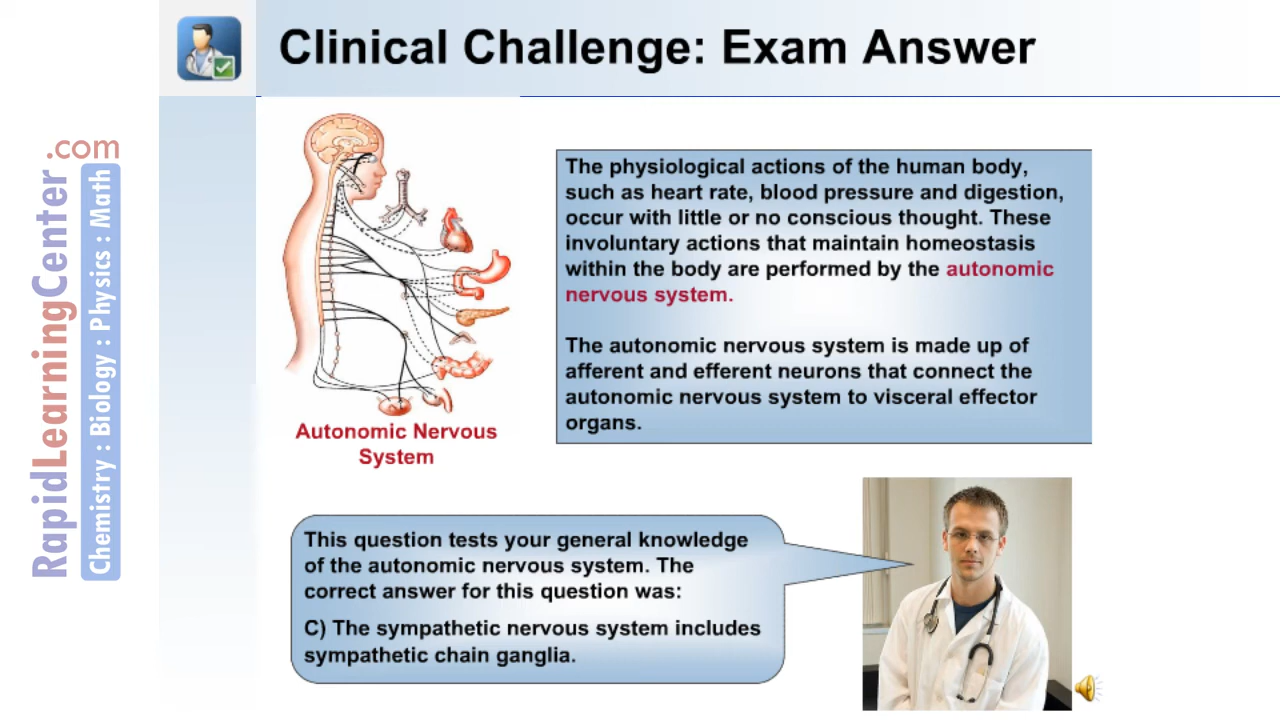 Clinical Challenge: Exam Answer
RapidLearningCenter.com
Chemistry : Biology : Physics : Math
The physiological actions of the human body,
such as heart rate, blood pressure and digestion,
occur with little or no conscious thought. These
involuntary actions that maintain homeostasis
within the body are performed by the autonomic
nervous system.
The autonomic nervous system is made up of
afferent and efferent neurons that connect the
autonomic nervous system to visceral effector
organs.
Autonomic Nervous
System
This question tests your general knowledge
of the autonomic nervous system. The
correct answer for this question was:
C) The sympathetic nervous system includes
sympathetic chain ganglia.